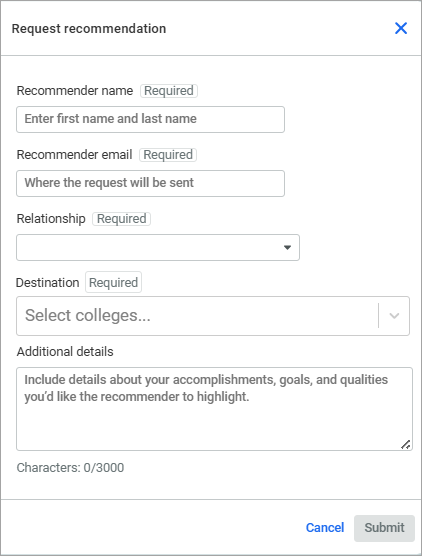 Request recommendation
Recommender name Required
Enter first name and last name
Recommender email Required
Where the request will be sent
Relationship Required
Destination Required
Select colleges...
Additional details
Include details about your accomplishments, goals, and qualities
you'd like the recommender to highlight.
Characters: 0/3000
Cancel Submit